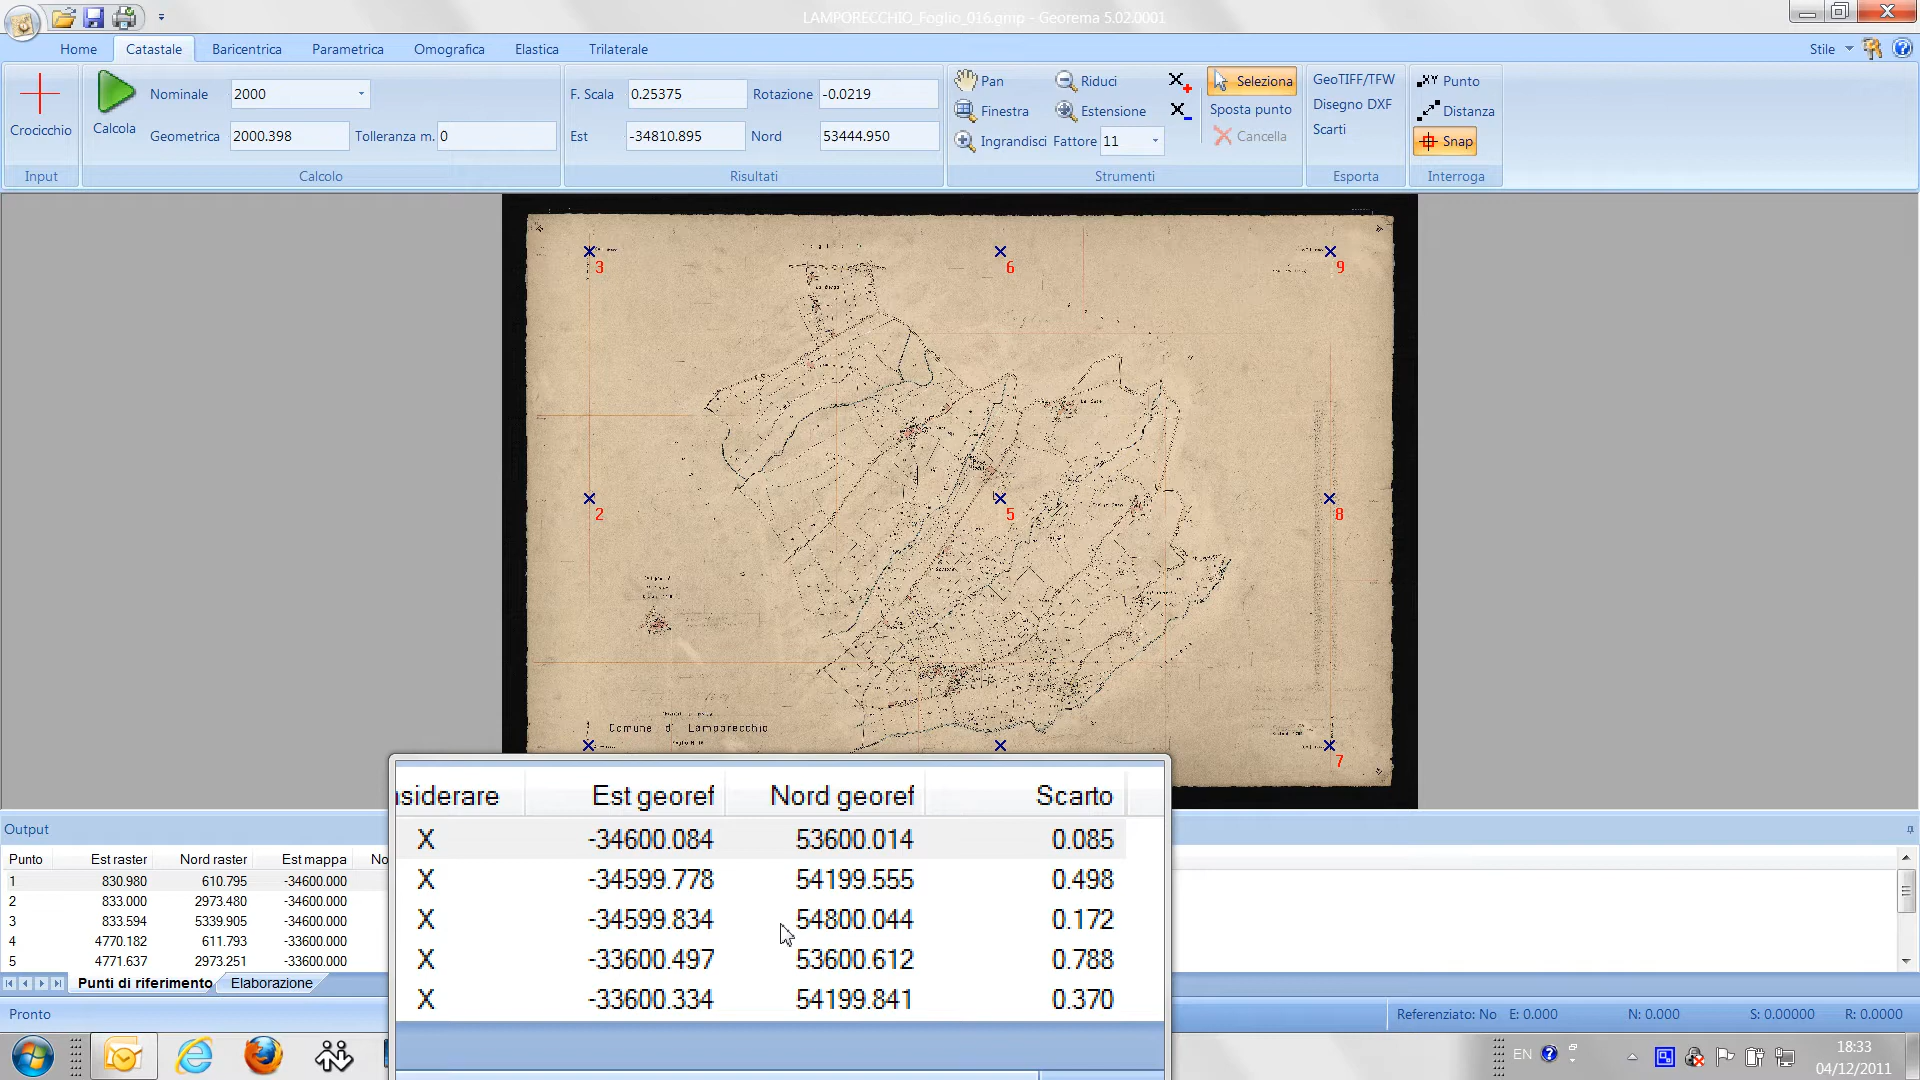 LAMPORECCHIO_Foglio_016.gmp - Georema 5.02.0001
Home Catastale Baricentrica Parametrica Omografica Elastica Trilaterale Stile
Crocicchio
Input
Calcola
Nominale 2000
Geometrica 2000.398 Tolleranza m. 0
Calcolo
F. Scala 0.25375 Rotazione -0.0219
Est -34810.895 Nord 53444.950
Risultati
Pan Riduci
Finestra Estensione
Ingrandisci Fattore 11
Seleziona
Sposta punto
Cancella
Strumenti
GeoTIFF/TFW
Disegno DXF
Scarti
Esporta
Punto
Distanza
Snap
Interroga
3 6 9
2 5 8
Comune d Lamporecchio
7
Output
Punto Est raster Nord raster Est mappa No
1 830.980 610.795 -34600.000
2 833.000 2973.480 -34600.000
3 833.594 5339.905 -34600.000
4 4770.182 611.793 -33600.000
5 4771.637 2973.251 -33600.000
siderare Est georef Nord georef Scarto
X -34600.084 53600.014 0.085
X -34599.778 54199.555 0.498
X -34599.834 54800.044 0.172
X -33600.497 53600.612 0.788
X -33600.334 54199.841 0.370
Punti di riferimento Elaborazione
Pronto
Referenziato: No E: 0.000 N: 0.000 S: 0.00000 R: 0.0000
EN
18:33
04/12/2011